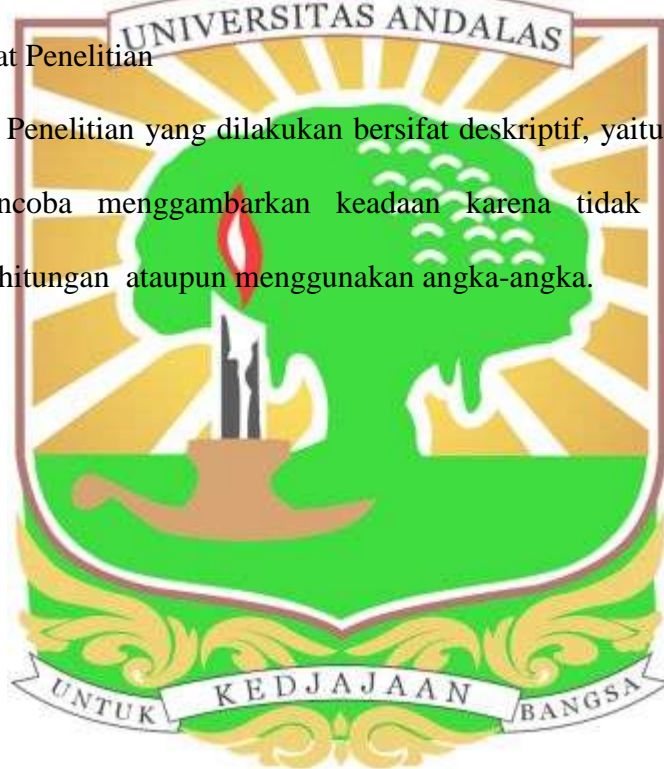 UNIVERSITAS ANDALAS
at Penelitian
Penelitian yang dilakukan bersifat deskriptif, yaitu
ncoba menggambarkan keadaan karena tidak
hitungan ataupun menggunakan angka-angka.
UNTUK KEDJAJAAN BANGSA